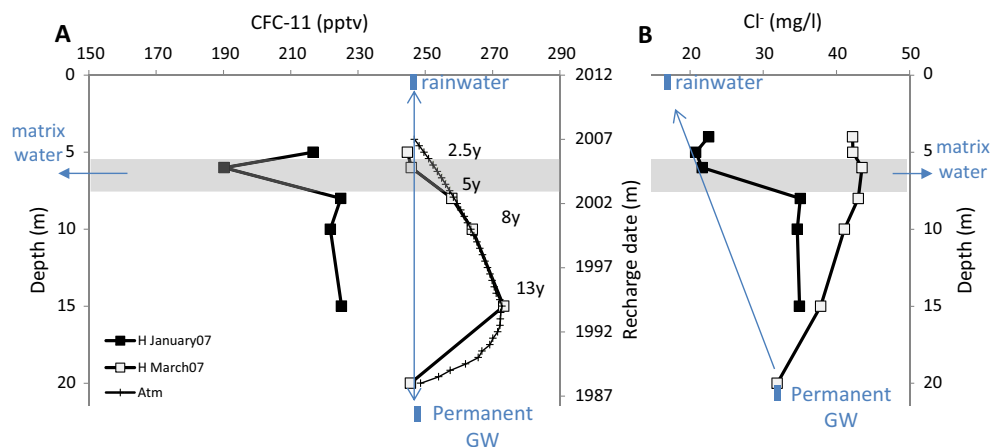 A
CFC-11 (pptv)
150 170 190 210 230 250 270 290
0
5
10
15
20
Depth (m)
matrix
water
rainwater
2.5y
5y
8y
13y
H January07
H March07
Atm
Permanent
GW
2012
2007
2002
1997
1992
1987
Recharge date (m)
B
Cl- (mg/l)
20 30 40 50
rainwater
matrix
water
0
5
10
15
20
Depth (m)
Permanent
GW